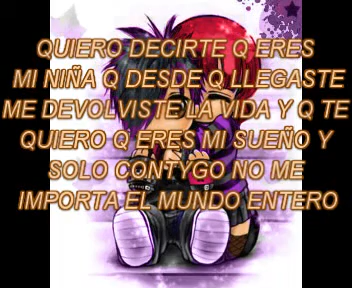 QUIERO DECIRTE Q ERES
MI NIÑA Q DESDE Q LLEGASTE
ME DEVOLVISTE LA VIDA Y Q TE
QUIERO Q ERES MI SUEÑO Y
SOLO CONTYGO NO ME
IMPORTA EL MUNDO ENTERO